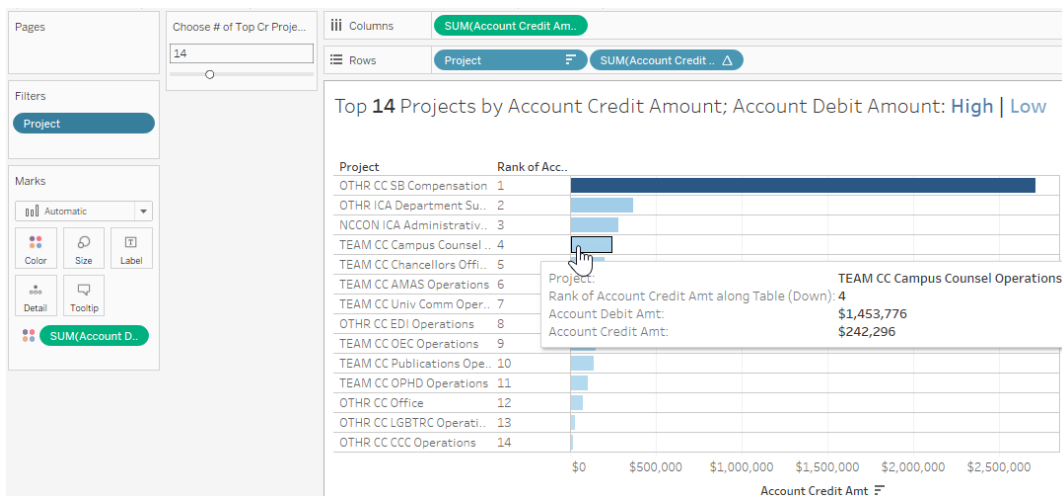 Pages
Choose # of Top Cr Proje...
14
iii Columns
SUM(Account Credit Am..
Rows
Project
SUM(Account Credit .. Δ
Filters
Project
Marks
Automatic
Color
Size
Label
Detail
Tooltip
SUM(Account D..
Top 14 Projects by Account Credit Amount; Account Debit Amount: High | Low
Project Rank of Acc..
OTHR CC SB Compensation 1
OTHR ICA Department Su.. 2
NCCON ICA Administrativ.. 3
TEAM CC Campus Counsel .. 4
TEAM CC Chancellors Offi.. 5
TEAM CC AMAS Operations 6
TEAM CC Univ Comm Oper.. 7
OTHR CC EDI Operations 8
TEAM CC OEC Operations 9
TEAM CC Publications Ope.. 10
TEAM CC OPHD Operations 11
OTHR CC Office 12
OTHR CC LGBTRC Operati.. 13
OTHR CC CCC Operations 14
Project: TEAM CC Campus Counsel Operations
Rank of Account Credit Amt along Table (Down): 4
Account Debit Amt: $1,453,776
Account Credit Amt: $242,296
$0 $500,000 $1,000,000 $1,500,000 $2,000,000 $2,500,000
Account Credit Amt